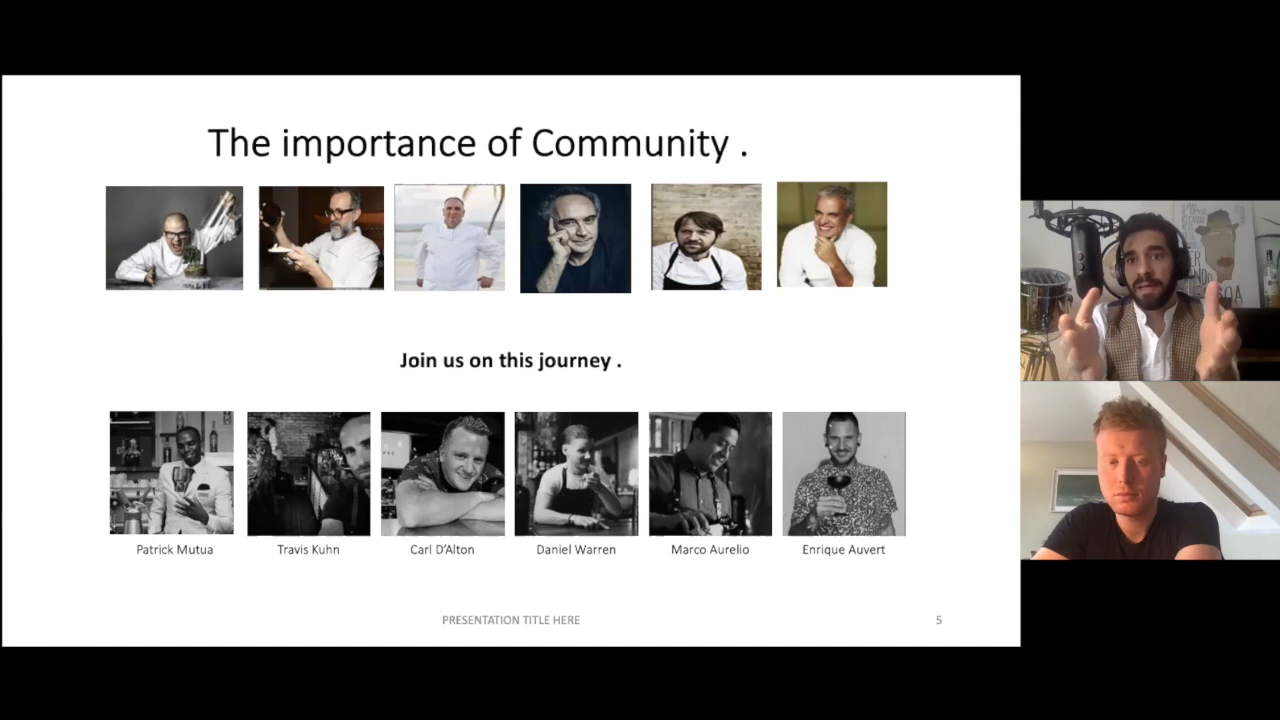 The importance of Community .
Join us on this journey .
Patrick Mutua
Travis Kuhn
Carl D'Alton
Daniel Warren
Marco Aurelio
Enrique Auvert
PRESENTATION TITLE HERE
5